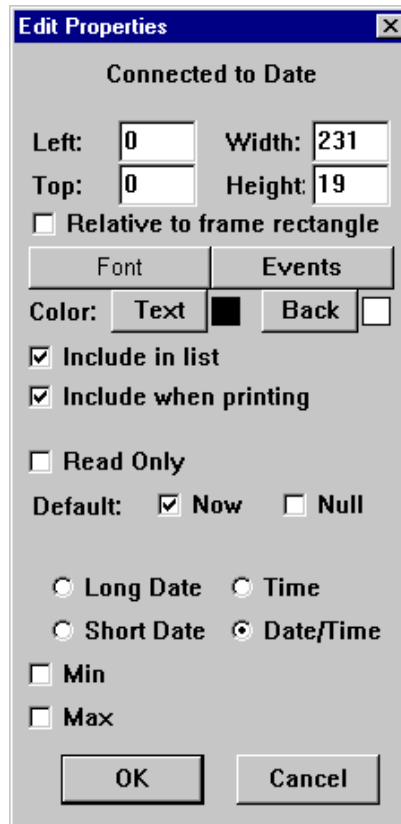 Edit Properties
Connected to Date
Left: 0 Width: 231
Top: 0 Height: 19
Relative to frame rectangle
Font Events
Color: Text Back
Include in list
Include when printing
Read Only
Default: Now Null
Long Date Time
Short Date Date/Time
Min
Max
OK Cancel